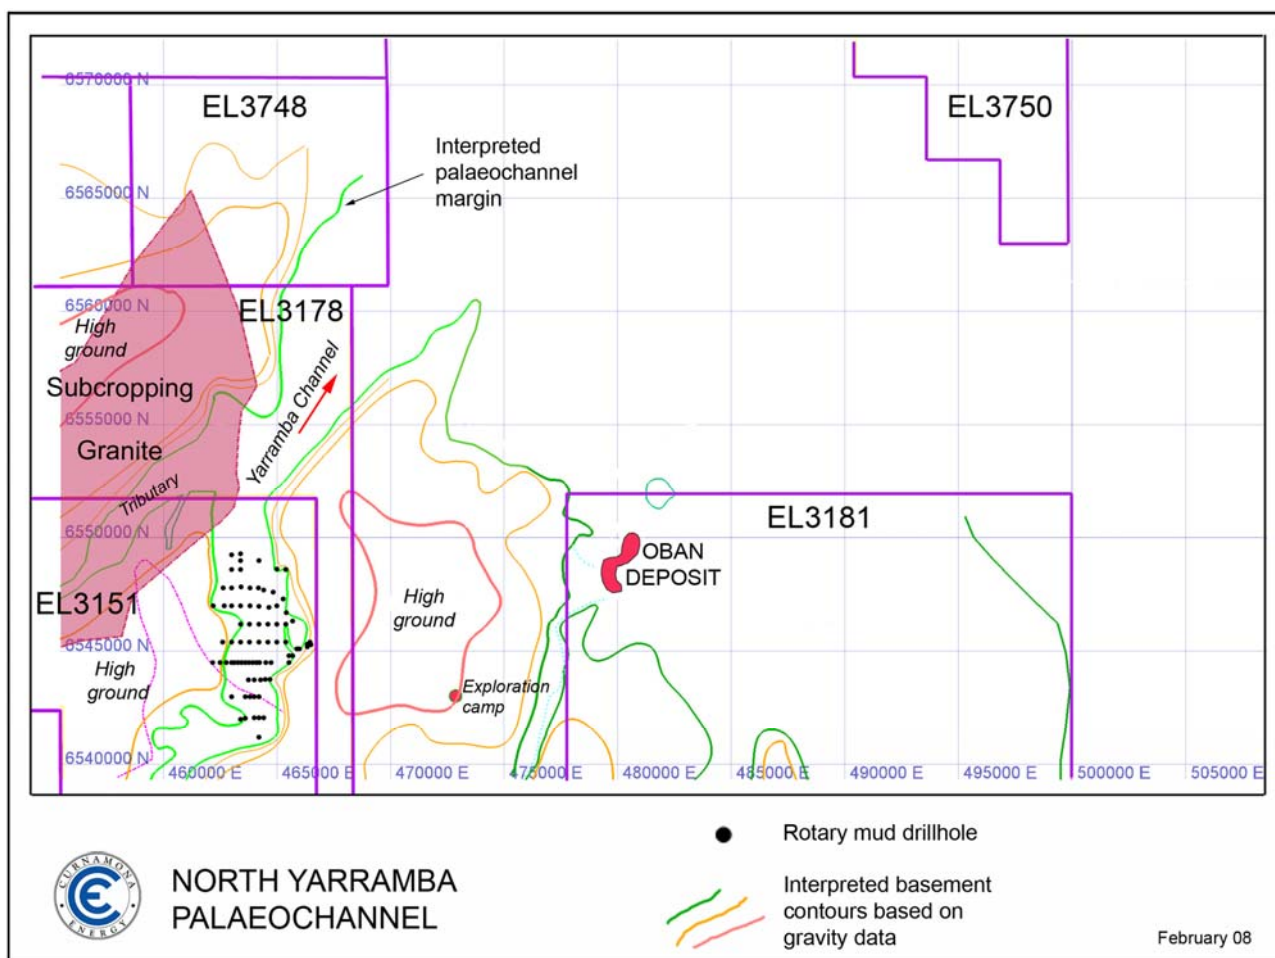 6570000 N
EL3748
EL3750
Interpreted
palaeochannel
margin
6565000 N
6560000 N
EL3178
High
ground
Subcropping
6555000 N
Yarramba Channel
Granite
Tributary
EL3181
6550000 N
OBAN
DEPOSIT
EL3151
High
ground
6545000 N
High
ground
Exploration
camp
6540000 N
460000 E
465000 E
470000 E
475000 E
480000 E
485000 E
490000 E
495000 E
500000 E
505000 E
Rotary mud drillhole
CURNAMONA
ENERGY
NORTH YARRAMBA
PALAEOCHANNEL
Interpreted basement
contours based on
gravity data
February 08